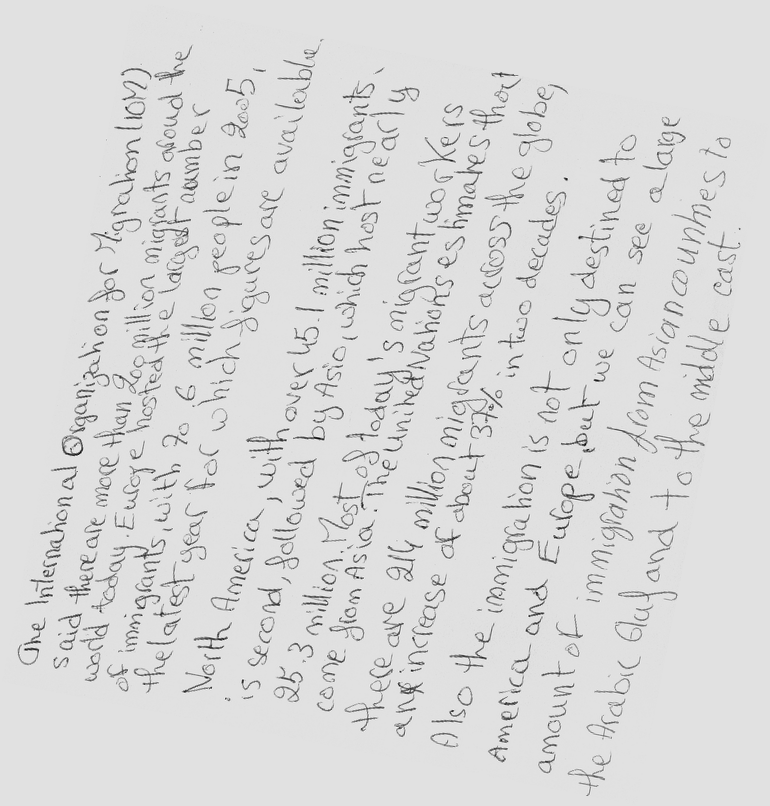 The International Organization for Migration (IOM)
said there are more than 200 million migrants around the
world today. Europe hosted the largest number
of immigrants, with 70.6 million people in 2005,
the latest year for which figures are available.
North America, with over 45.1 million immigrants,
is second, followed by Asia, which host nearly
25.3 million. Most of today's migrant workers
come from Asia. The United Nations estimates that
there are 214 million migrants across the globe,
an increase of about 37% in two decades.
Also the immigration is not only destined to
America and Europe, but we can see a large
amount of immigration from Asian countries to
the Arabic Gluf and to the middle east.